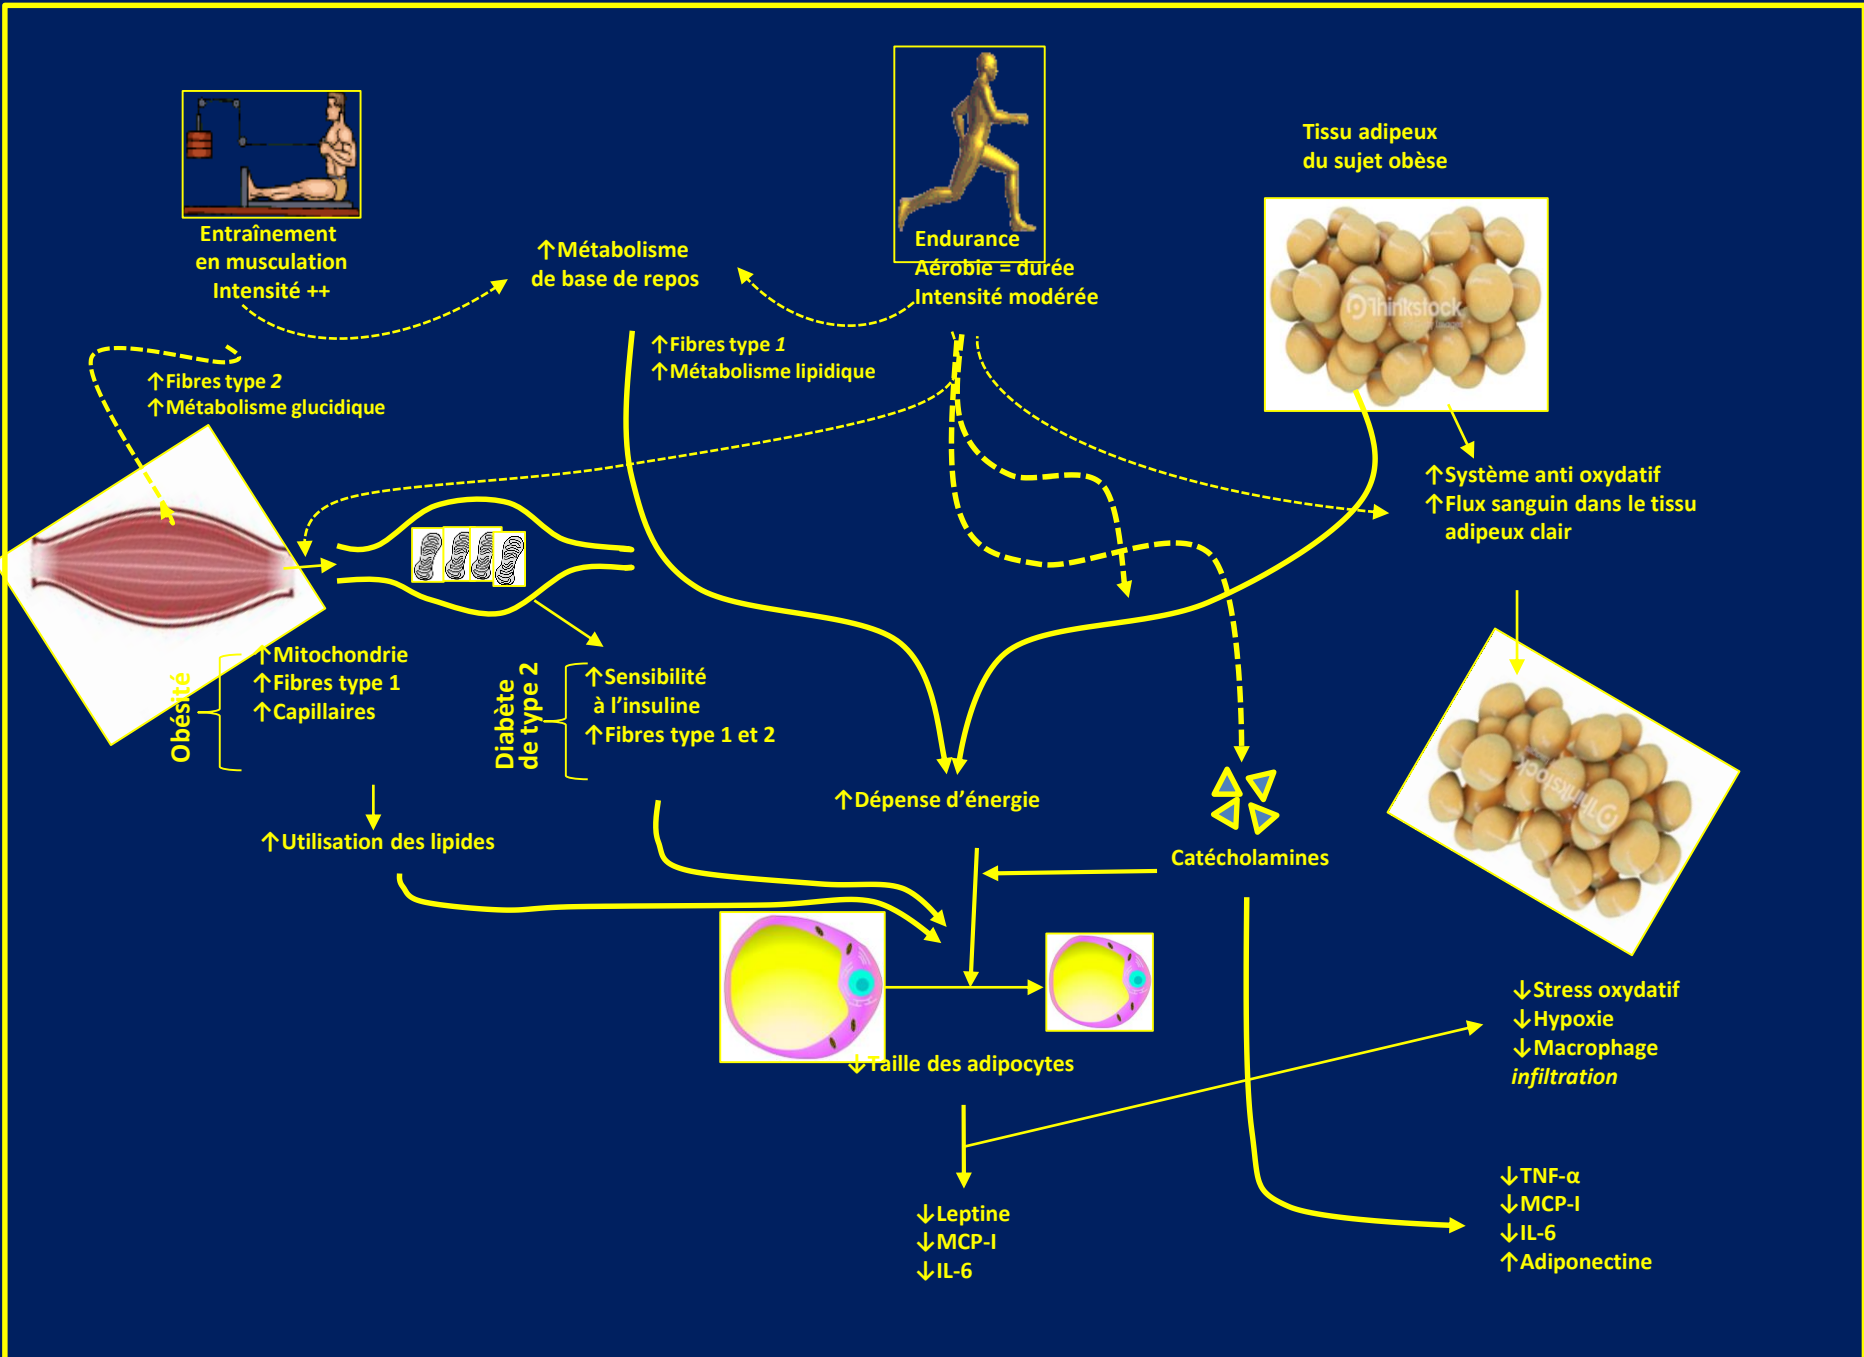 Entraînement
en musculation
Intensité ++
↑Métabolisme
de base de repos
Endurance
Aérobie = durée
Intensité modérée
Tissu adipeux
du sujet obèse
Thinkstock
↑Fibres type 2
↑Métabolisme glucidique
↑Fibres type 1
↑Métabolisme lipidique
↑Système anti oxydatif
↑Flux sanguin dans le tissu
adipeux clair
Obésité
↑Mitochondrie
↑Fibres type 1
↑Capillaires
Diabète
de type 2
↑Sensibilité
à l’insuline
↑Fibres type 1 et 2
↑Utilisation des lipides
↑Dépense d’énergie
Catécholamines
Thinkstock
↓Taille des adipocytes
↓Stress oxydatif
↓Hypoxie
↓Macrophage
infiltration
↓Leptine
↓MCP-I
↓IL-6
↓TNF-α
↓MCP-I
↓IL-6
↑Adiponectine